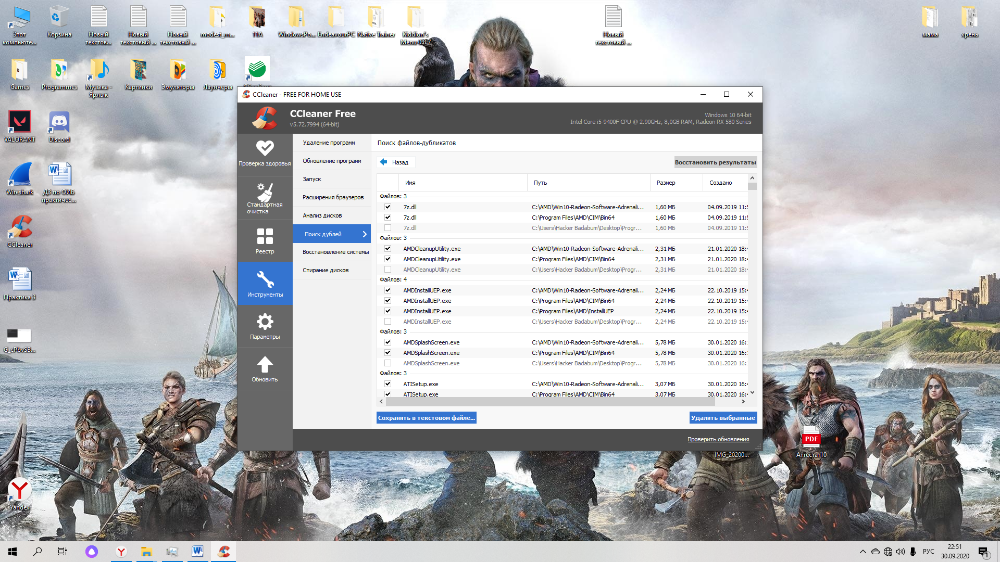 Этот компьюте...
Корзина
Новый текстов...
Новый текстовый ...
Новый текстовый ...
modest_m...
11А
WindowsPo...
EndeavourPC
Native Trainer
Kiddion's Menu 0.8.7
Новый текстовый ...
мама
хрень
Games
Programmes
Музыка - Ярлык
Картинки
Эмуляторы
Лаунчеры
VALORANT
Discord
Wireshark
ДЗ по ОИБ практичес...
CCleaner
Практика 3
G_cPbvSB...
Yandex
CCleaner - FREE FOR HOME USE
CCleaner Free
v5.72.7994 (64-bit)
Windows 10 64-bit
Intel Core i5-9400F CPU @ 2.90GHz, 8,0GB RAM, Radeon RX 580 Series
Проверка здоровья
Стандартная очистка
Реестр
Инструменты
Параметры
Обновить
Удаление программ
Обновление программ
Запуск
Расширения браузеров
Анализ дисков
Поиск дублей
Восстановление системы
Стирание дисков
Поиск файлов-дубликатов
Назад
Восстановить результаты
Имя Путь Размер Создано
Файлов: 3
7z.dll C:\AMD\Win10-Radeon-Software-Adrenali... 1,60 МБ 04.09.2019 11:
7z.dll C:\Program Files\AMD\CIM\Bin64 1,60 МБ 04.09.2019 11:
7z.dll C:\Users\Hacker Badabum\Desktop\Progr... 1,60 МБ 04.09.2019 11:
Файлов: 3
AMDCleanupUtility.exe C:\AMD\Win10-Radeon-Software-Adrenali... 2,31 МБ 21.01.2020 18:
AMDCleanupUtility.exe C:\Program Files\AMD\CIM\Bin64 2,31 МБ 21.01.2020 18:
AMDCleanupUtility.exe C:\Users\Hacker Badabum\Desktop\Progr... 2,31 МБ 21.01.2020 18:
Файлов: 4
AMDInstallUEP.exe C:\AMD\Win10-Radeon-Software-Adrenali... 2,24 МБ 22.10.2019 15:
AMDInstallUEP.exe C:\Program Files\AMD\CIM\Bin64 2,24 МБ 22.10.2019 15:
AMDInstallUEP.exe C:\Program Files\AMD\InstallUEP 2,24 МБ 22.10.2019 15:
AMDInstallUEP.exe C:\Users\Hacker Badabum\Desktop\Progr... 2,24 МБ 22.10.2019 15:
Файлов: 3
AMDSplashScreen.exe C:\AMD\Win10-Radeon-Software-Adrenali... 5,78 МБ 30.01.2020 16:
AMDSplashScreen.exe C:\Program Files\AMD\CIM\Bin64 5,78 МБ 30.01.2020 16:
AMDSplashScreen.exe C:\Users\Hacker Badabum\Desktop\Progr... 5,78 МБ 30.01.2020 16:
Файлов: 3
ATISetup.exe C:\AMD\Win10-Radeon-Software-Adrenali... 3,07 МБ 30.01.2020 16:
ATISetup.exe C:\Program Files\AMD\CIM\Bin64 3,07 МБ 30.01.2020 16:
Сохранить в текстовом файле...
Удалить выбранные
Проверить обновления
IMG_20200...
PDF
Аттестат10
РУС
22:51
30.09.2020
1